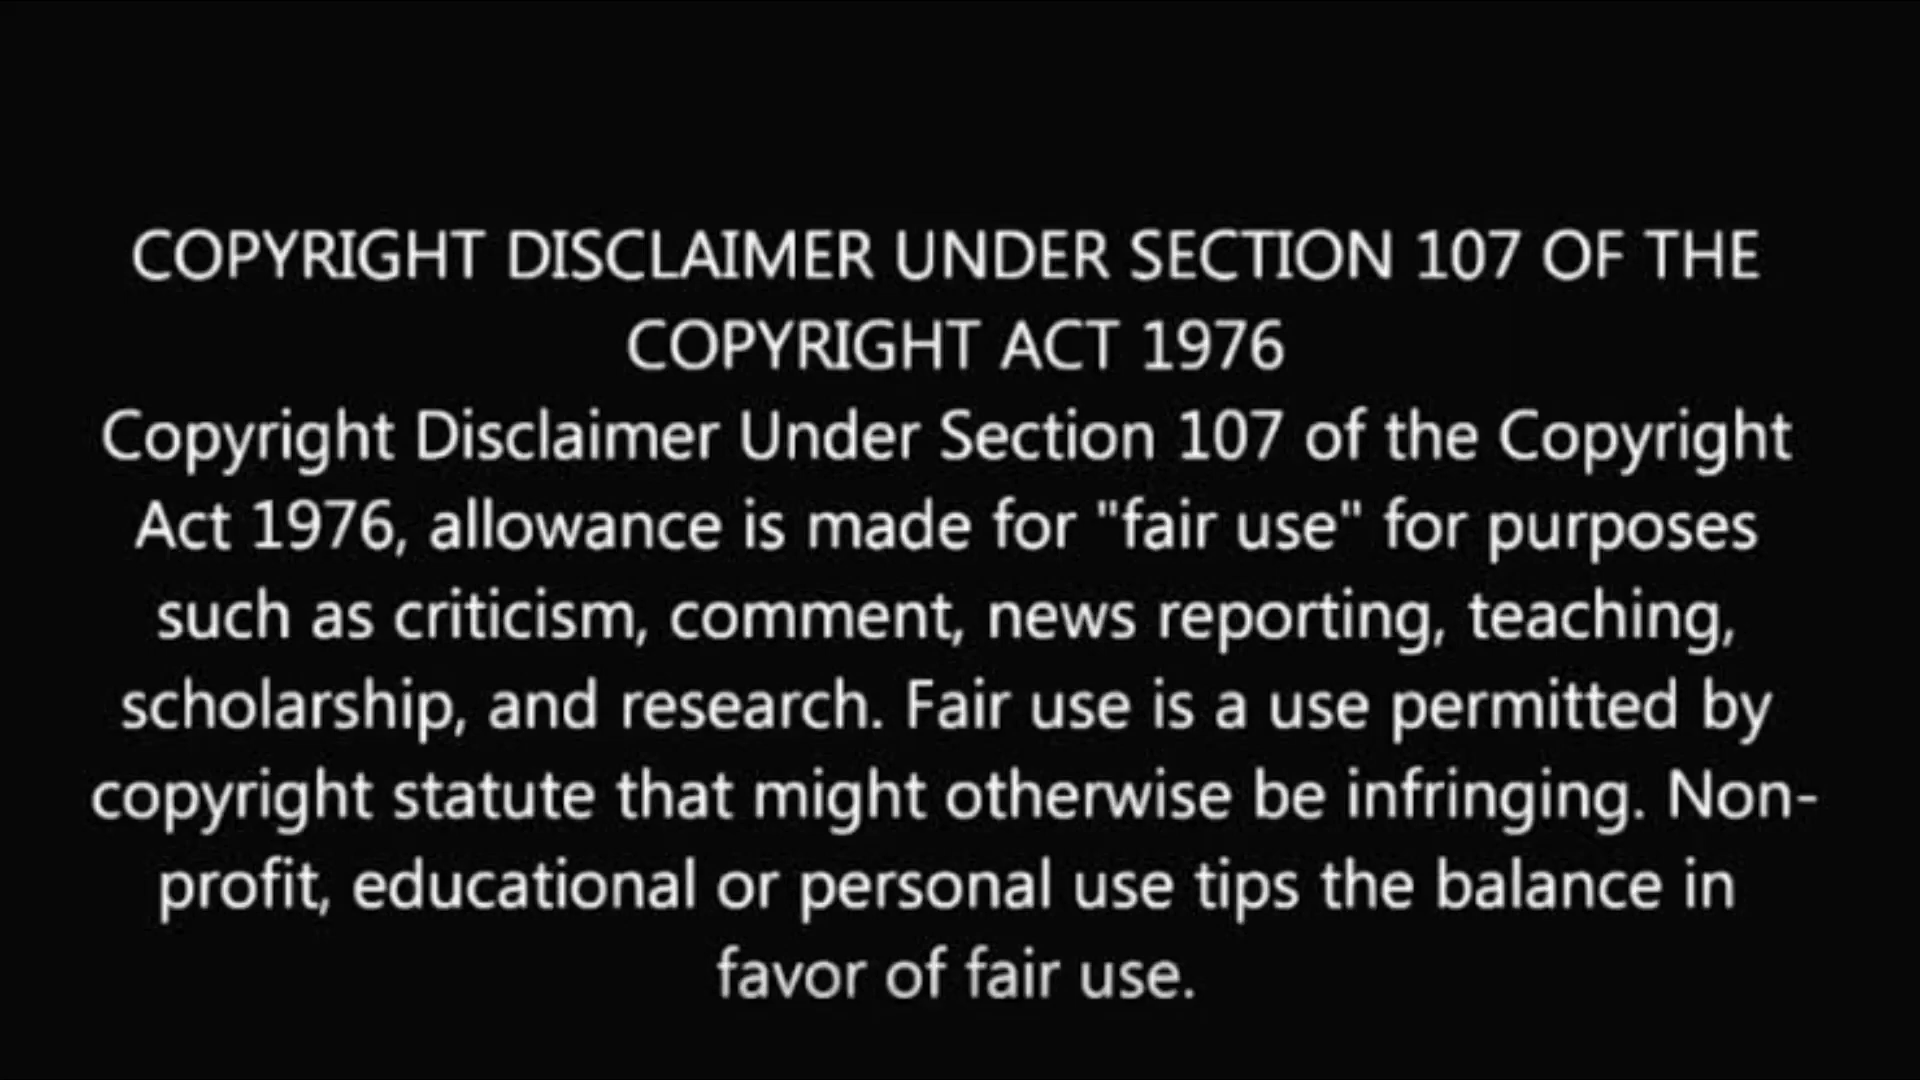 COPYRIGHT DISCLAIMER UNDER SECTION 107 OF THE
COPYRIGHT ACT 1976
Copyright Disclaimer Under Section 107 of the Copyright
Act 1976, allowance is made for "fair use" for purposes
such as criticism, comment, news reporting, teaching,
scholarship, and research. Fair use is a use permitted by
copyright statute that might otherwise be infringing. Non-
profit, educational or personal use tips the balance in
favor of fair use.